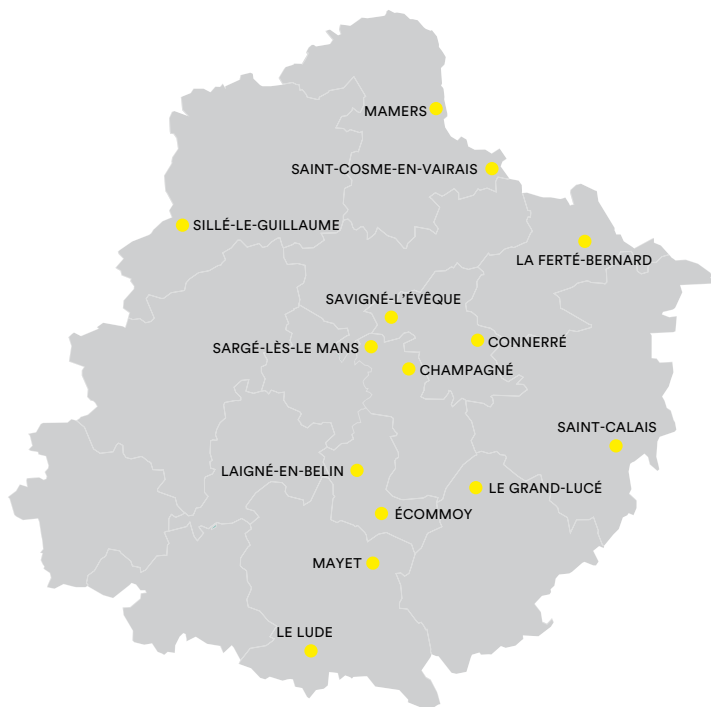 MAMERS
SAINT-COSME-EN-VAIRAIS
SILLÉ-LE-GUILLAUME
LA FERTÉ-BERNARD
SAVIGNÉ-L'ÉVÊQUE
CONNERRÉ
SARGÉ-LÈS-LE MANS
CHAMPAGNÉ
SAINT-CALAIS
LAIGNÉ-EN-BELIN
LE GRAND-LUCÉ
ÉCOMMOY
MAYET
LE LUDE